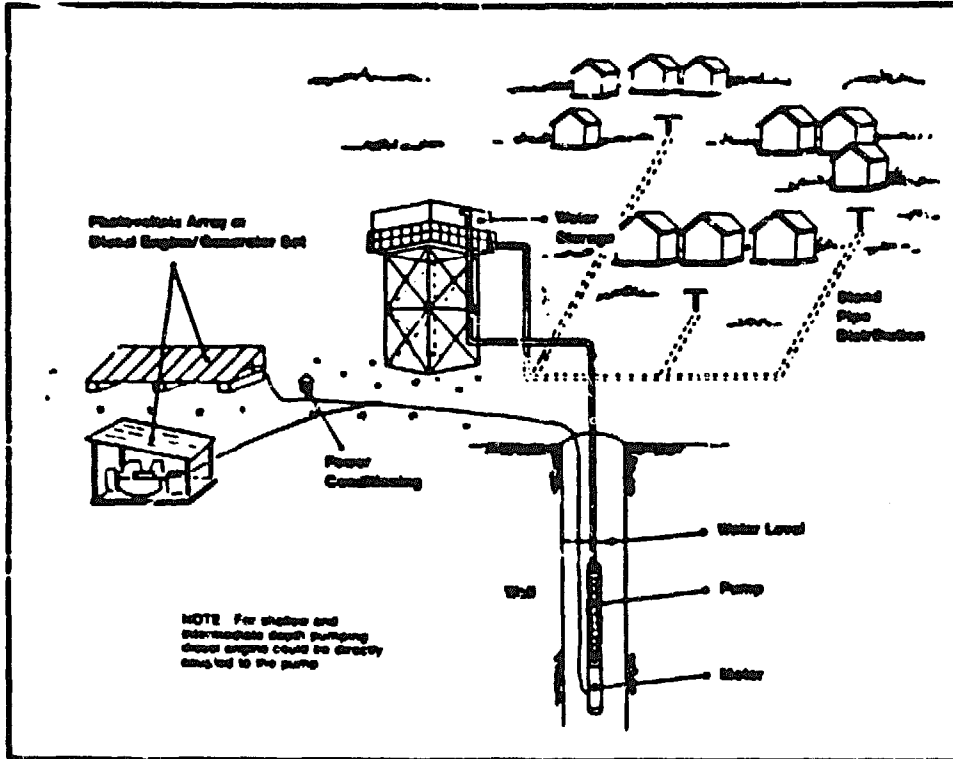 Photovoltaic Array or
Diesel Engine/Generator Set
Water
Storage
Stand
Pipe
Distribution
Power
Conditioning
Water Level
Well
Pump
Motor
NOTE For shallow and
intermediate depth pumping
diesel engine could be directly
coupled to the pump